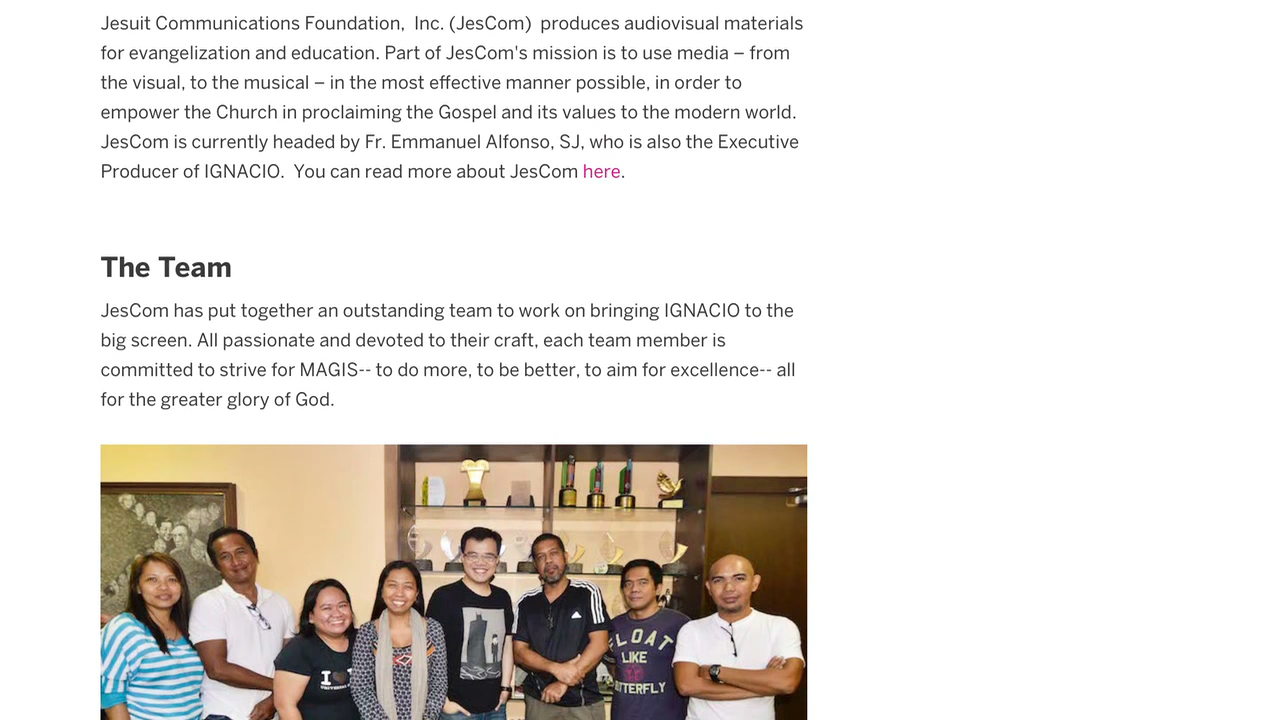 Jesuit Communications Foundation,  Inc. (JesCom)  produces audiovisual materials
for evangelization and education. Part of JesCom's mission is to use media – from
the visual, to the musical – in the most effective manner possible, in order to
empower the Church in proclaiming the Gospel and its values to the modern world.
JesCom is currently headed by Fr. Emmanuel Alfonso, SJ, who is also the Executive
Producer of IGNACIO.  You can read more about JesCom here.
The Team
JesCom has put together an outstanding team to work on bringing IGNACIO to the
big screen. All passionate and devoted to their craft, each team member is
committed to strive for MAGIS-- to do more, to be better, to aim for excellence-- all
for the greater glory of God.
I
FLOAT
LIKE